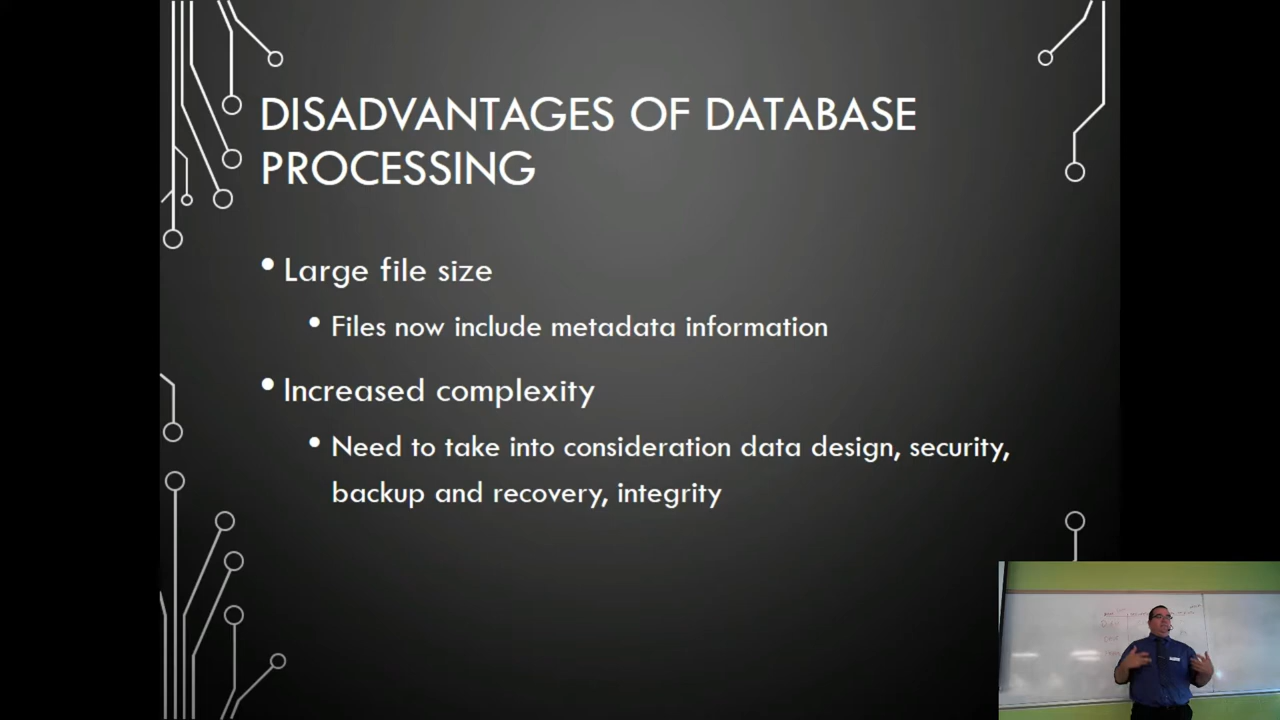 DISADVANTAGES OF DATABASE
PROCESSING
• Large file size
• Files now include metadata information
• Increased complexity
• Need to take into consideration data design, security,
backup and recovery, integrity